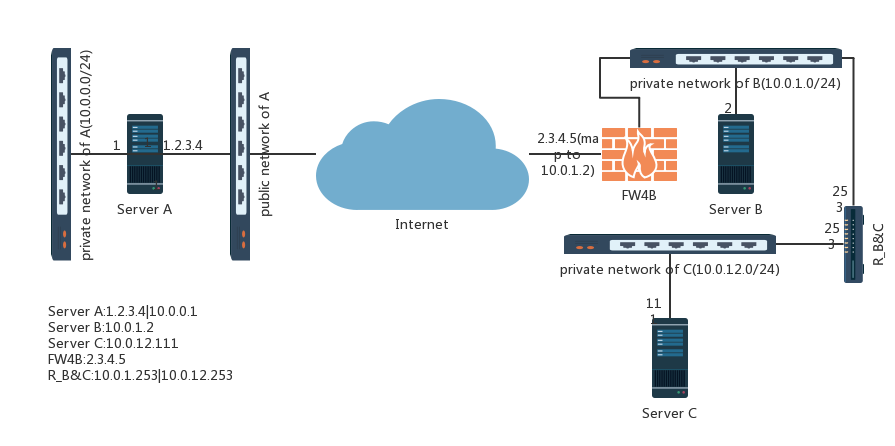 private network of A(10.0.0.0/24)
1
1.2.3.4
Server A
public network of A
Internet
2.3.4.5(ma
p to
10.0.1.2)
FW4B
private network of B(10.0.1.0/24)
2
Server B
25
3
25
3
R_B&C
private network of C(10.0.12.0/24)
11
1
Server C
Server A:1.2.3.4|10.0.0.1
Server B:10.0.1.2
Server C:10.0.12.111
FW4B:2.3.4.5
R_B&C:10.0.1.253|10.0.12.253